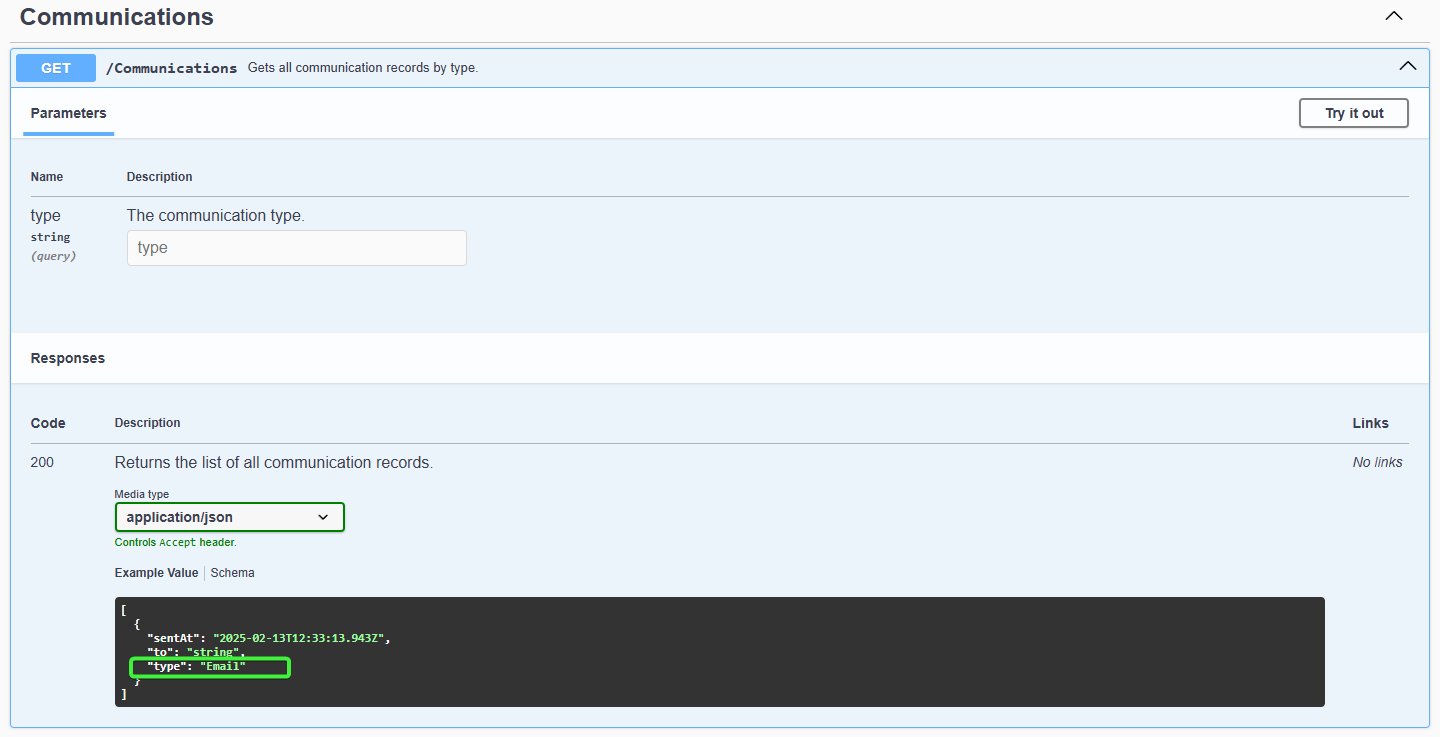 Communications
GET /Communications Gets all communication records by type.
Parameters Try it out
Name Description
type The communication type.
string
(query)
type
Responses
Code Description Links
200 Returns the list of all communication records. No links
Media type
application/json
Controls Accept header.
Example Value Schema
[
{
"sentAt": "2025-02-13T12:33:13.943Z",
"to": "string",
"type": "Email"
}
]